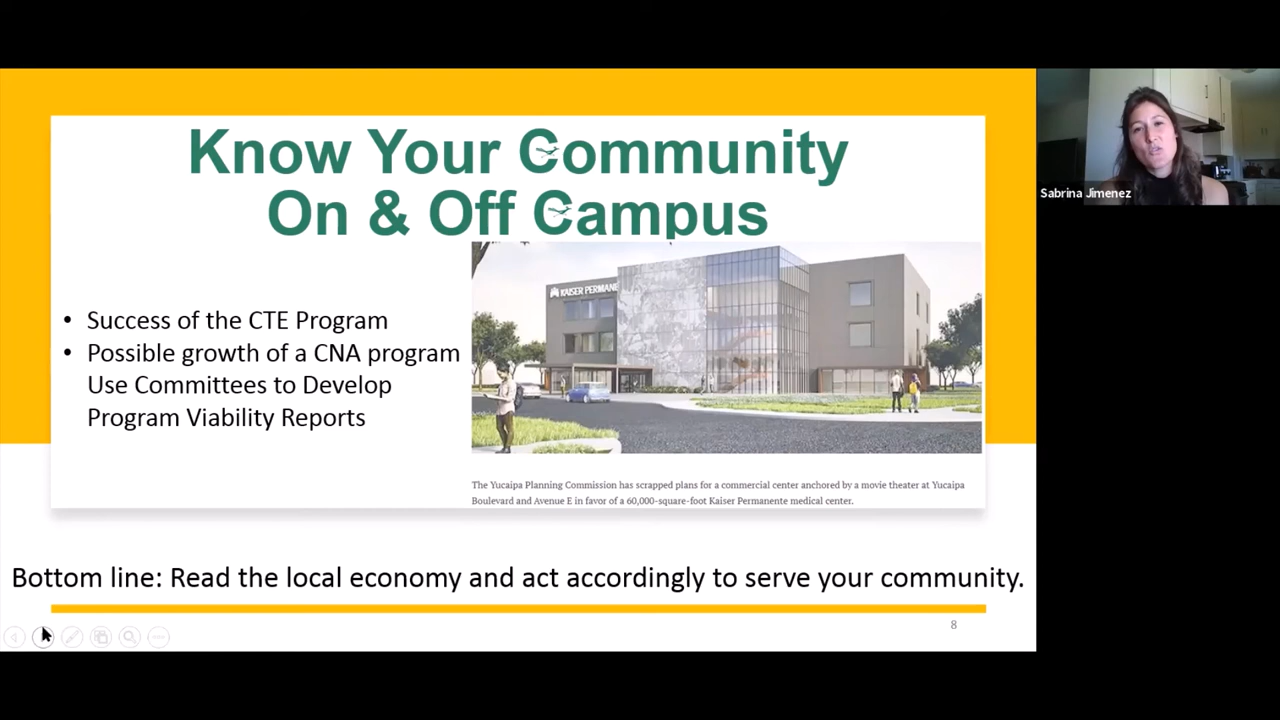 Know Your Community
On & Off Campus
Sabrina Jimenez
KAISER PERMANE
• Success of the CTE Program
• Possible growth of a CNA program
Use Committees to Develop
Program Viability Reports
The Yucaipa Planning Commission has scrapped plans for a commercial center anchored by a movie theater at Yucaipa
Boulevard and Avenue E in favor of a 60,000-square-foot Kaiser Permanente medical center.
Bottom line: Read the local economy and act accordingly to serve your community.
8